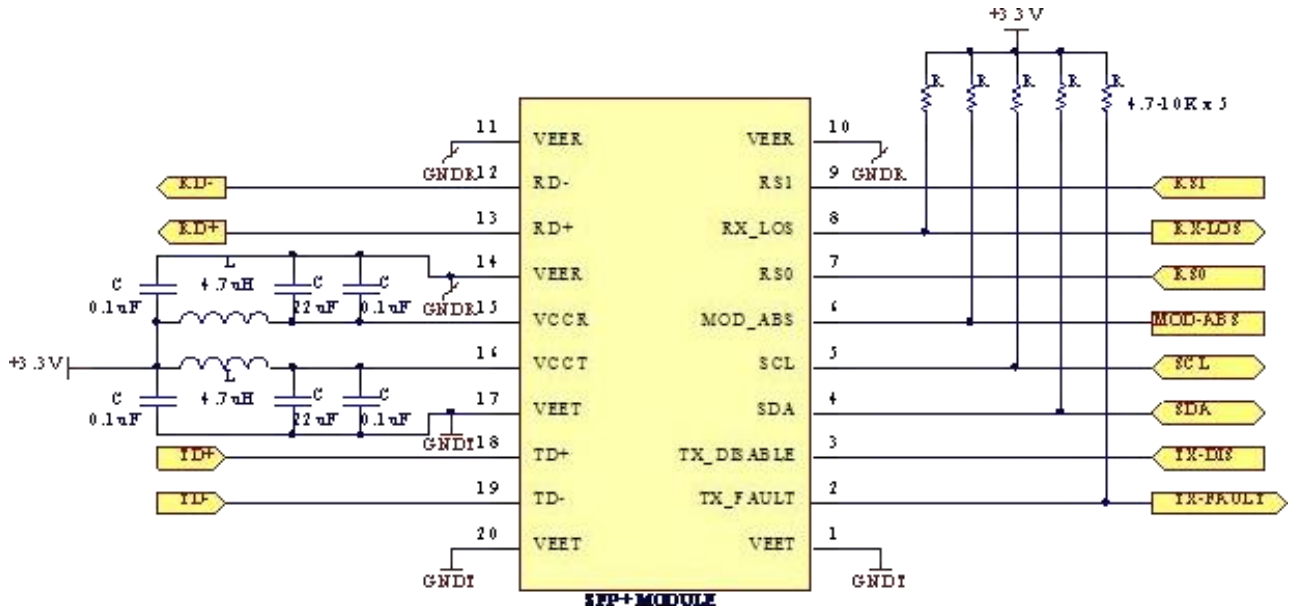 +3.3V
R R R R R
4.7-10K x 5
11 VEER VEER 10
GNDR GNDR
RD- 12 RD- RS1 9 RS1
RD+ 13 RD+ RX_LOS 8 RX-LOS
14 VEER RS0 7 RS0
C L C C
0.1uF 4.7uH 22uF 0.1uF
GNDR
15 VCCR MOD_ABS 6 MOD-ABS
+3.3V 16 VCCT SCL 5 SCL
C L C C
0.1uF 4.7uH 22uF 0.1uF
17 VEET SDA 4 SDA
GNDT
TD+ 18 TD+ TX_DISABLE 3 TX-DIS
TD- 19 TD- TX_FAULT 2 TX-FAULT
20 VEET VEET 1
GNDT GNDT
SFP+ MODULE